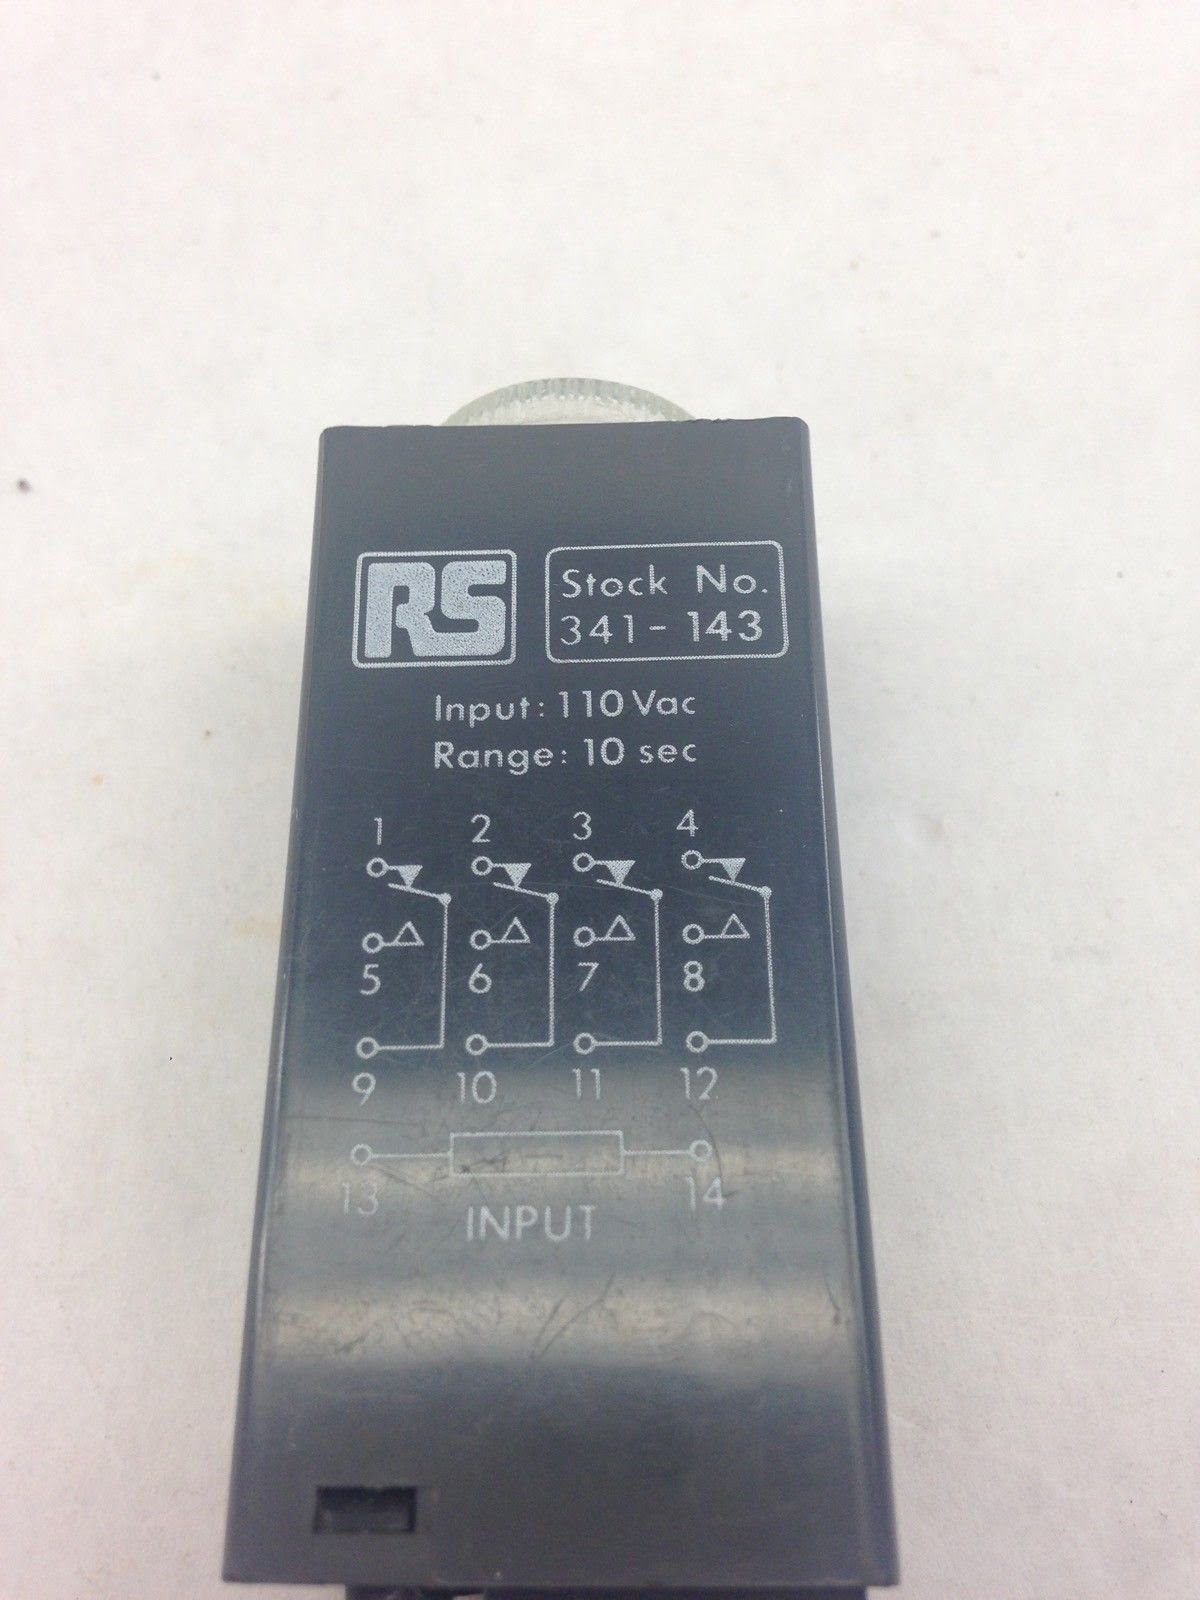 RS
Stock No.
341-143
Input: 110 Vac
Range: 10 sec
1 2 3 4
5 6 7 8
9 10 11 12
13 14
INPUT